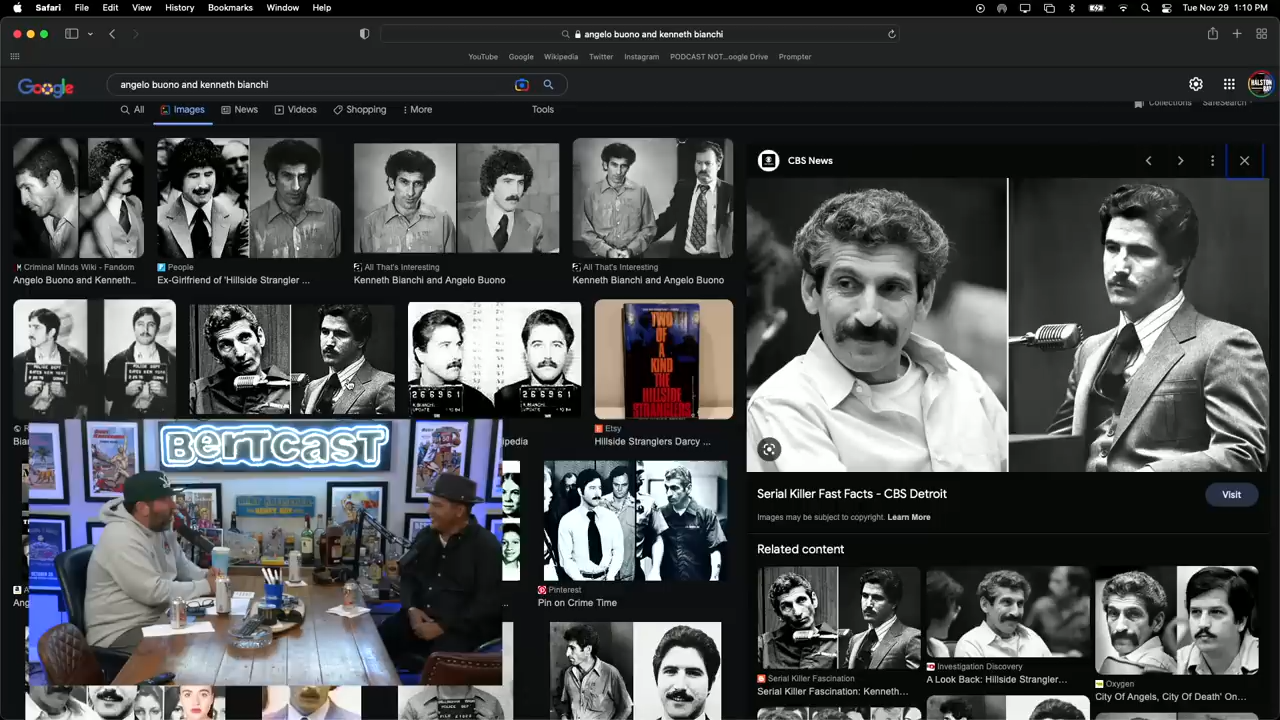 Safari File Edit View History Bookmarks Window Help Tue Nov 29 1:10 PM
angelo buono and kenneth bianchi
YouTube Google Wikipedia Twitter Instagram PODCAST NOT...oogle Drive Prompter
Google angelo buono and kenneth bianchi HALSTON RAY
All Images News Videos Shopping More Tools Collections SafeSearch
CBS News
Criminal Minds Wiki - Fandom
Angelo Buono and Kenneth...
People
Ex-Girlfriend of 'Hillside Strangler ...
All That's Interesting
Kenneth Bianchi and Angelo Buono
All That's Interesting
Kenneth Bianchi and Angelo Buono
TWO
OF
A
KIND
THE
HILLSIDE
STRANGLERS
Etsy
Hillside Stranglers Darcy ...
BERTCAST
Serial Killer Fast Facts - CBS Detroit
Visit
Images may be subject to copyright. Learn More
Related content
Pinterest
Pin on Crime Time
Serial Killer Fascination
Serial Killer Fascination: Kenneth...
Investigation Discovery
A Look Back: Hillside Strangler...
Oxygen
City Of Angels, City Of Death' On...